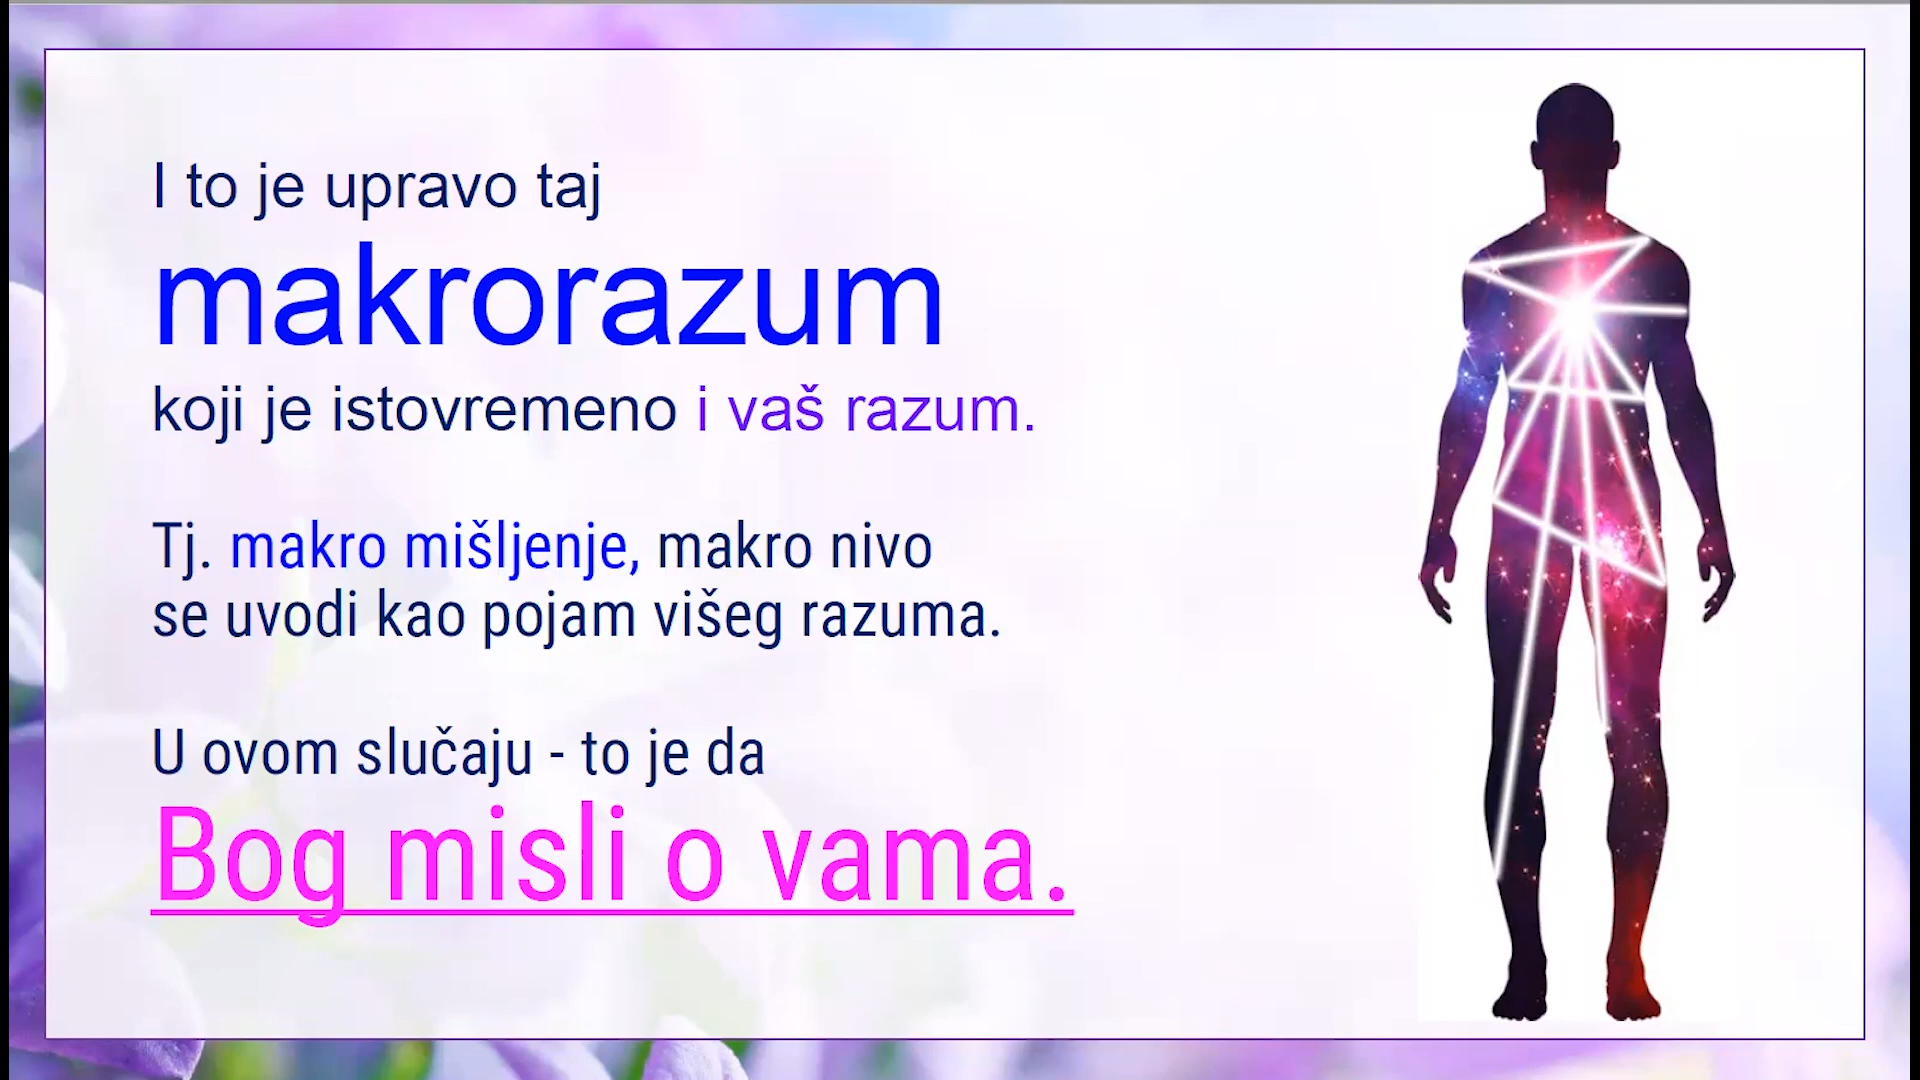 I to je upravo taj
makrorazum
koji je istovremeno i vaš razum.
Tj. makro mišljenje, makro nivo
se uvodi kao pojam višeg razuma.
U ovom slučaju - to je da
Bog misli o vama.